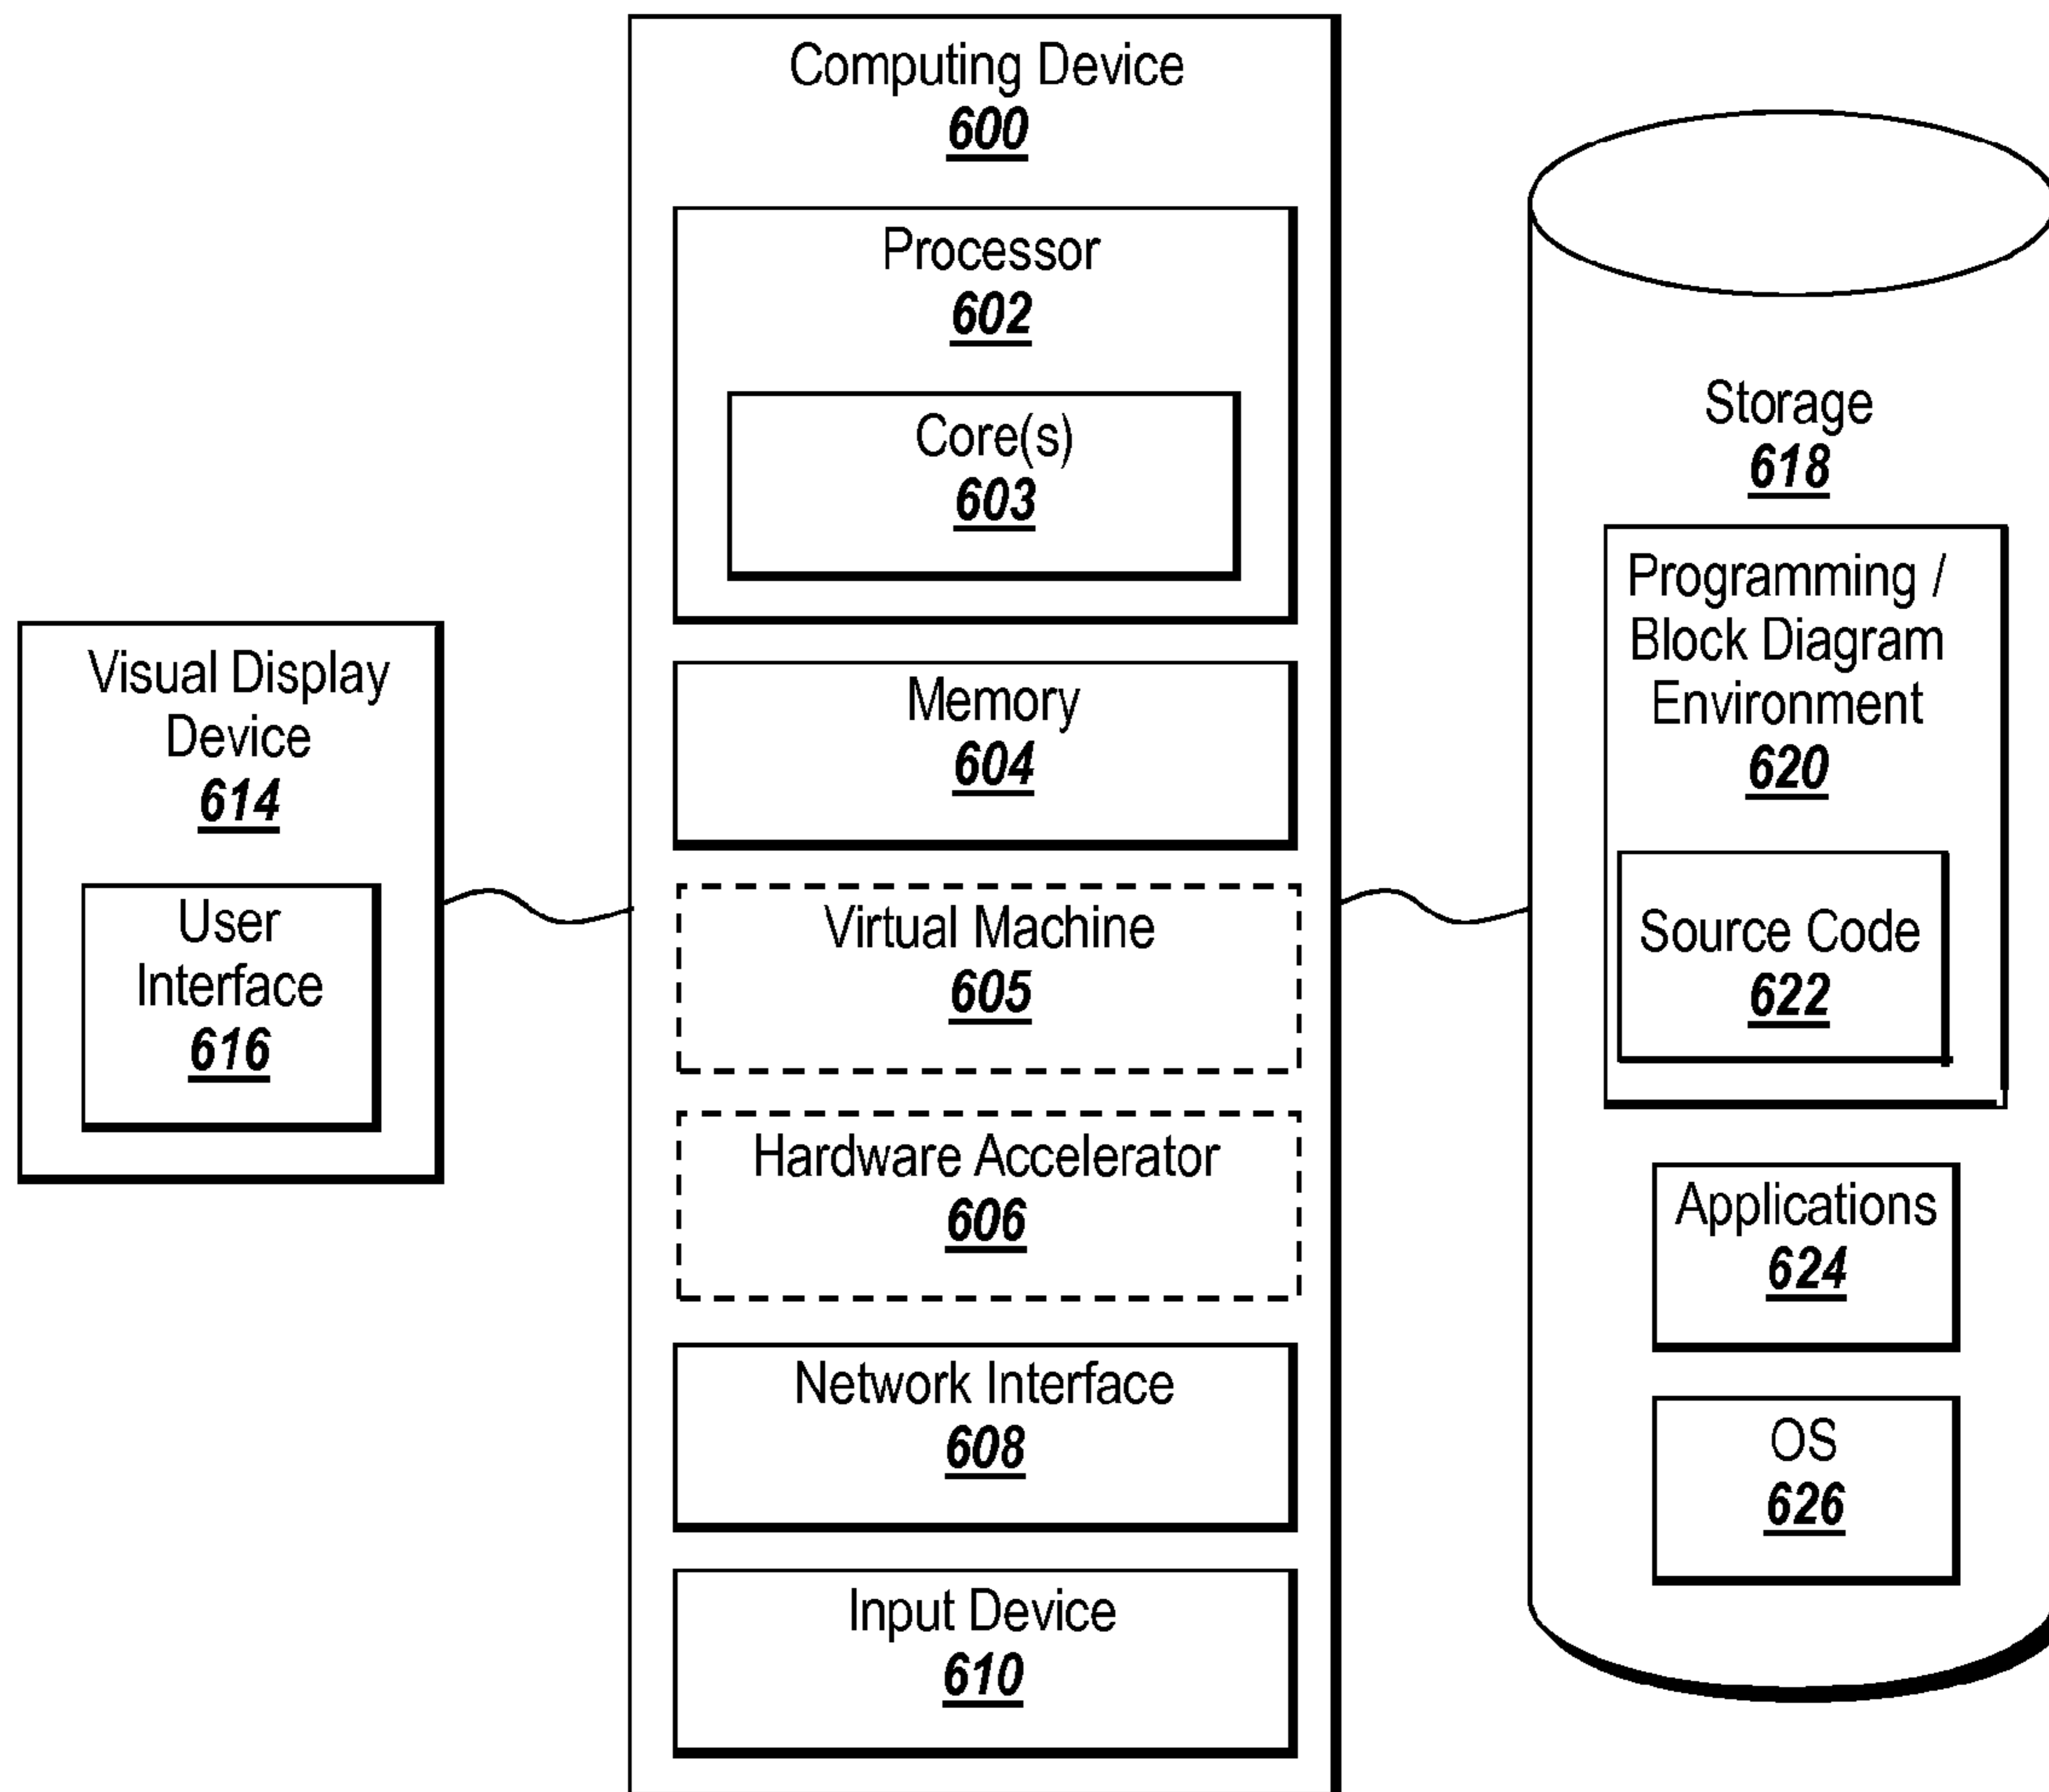 Computing Device
600
Processor
602
Core(s)
603
Memory
604
Virtual Machine
605
Hardware Accelerator
606
Network Interface
608
Input Device
610
Visual Display
Device
614
User
Interface
616
Storage
618
Programming /
Block Diagram
Environment
620
Source Code
622
Applications
624
OS
626